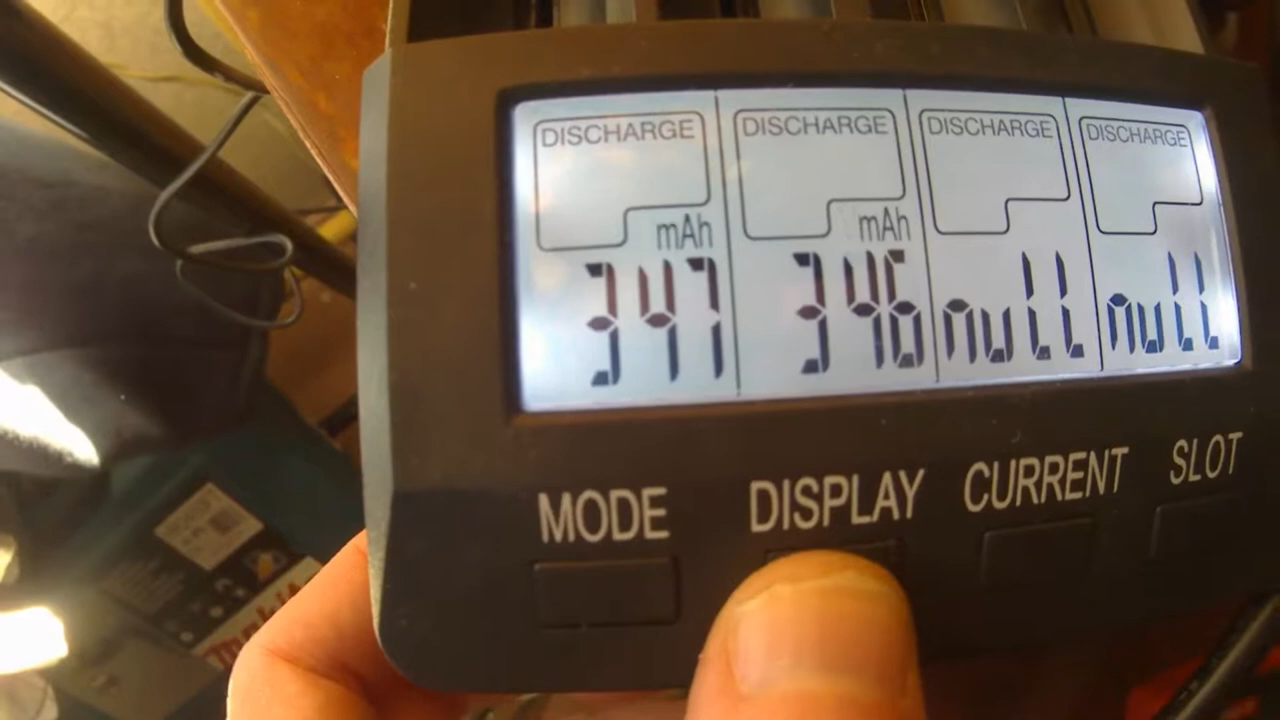 DISCHARGE DISCHARGE DISCHARGE DISCHARGE
mAh mAh
347 346 null null
MODE DISPLAY CURRENT SLOT